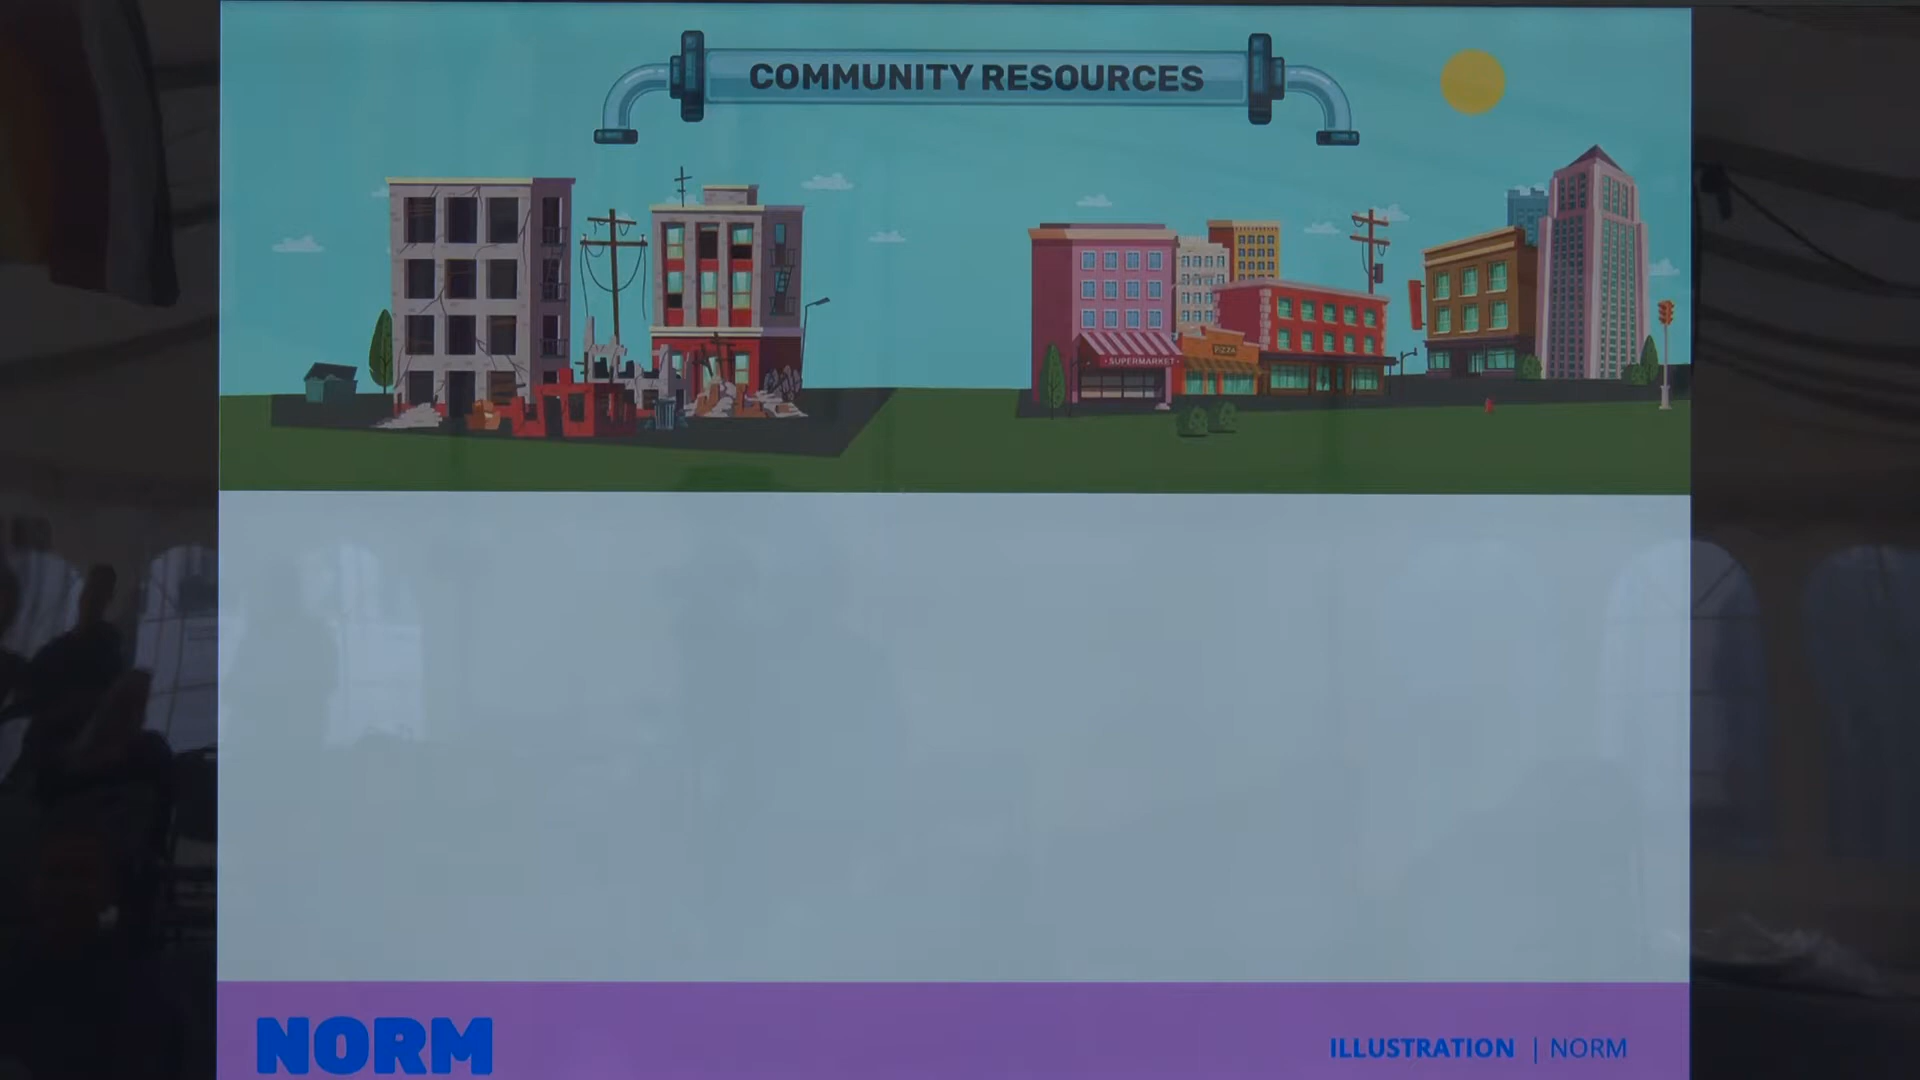 COMMUNITY RESOURCES
SUPERMARKET
PIZZA
NORM
ILLUSTRATION | NORM